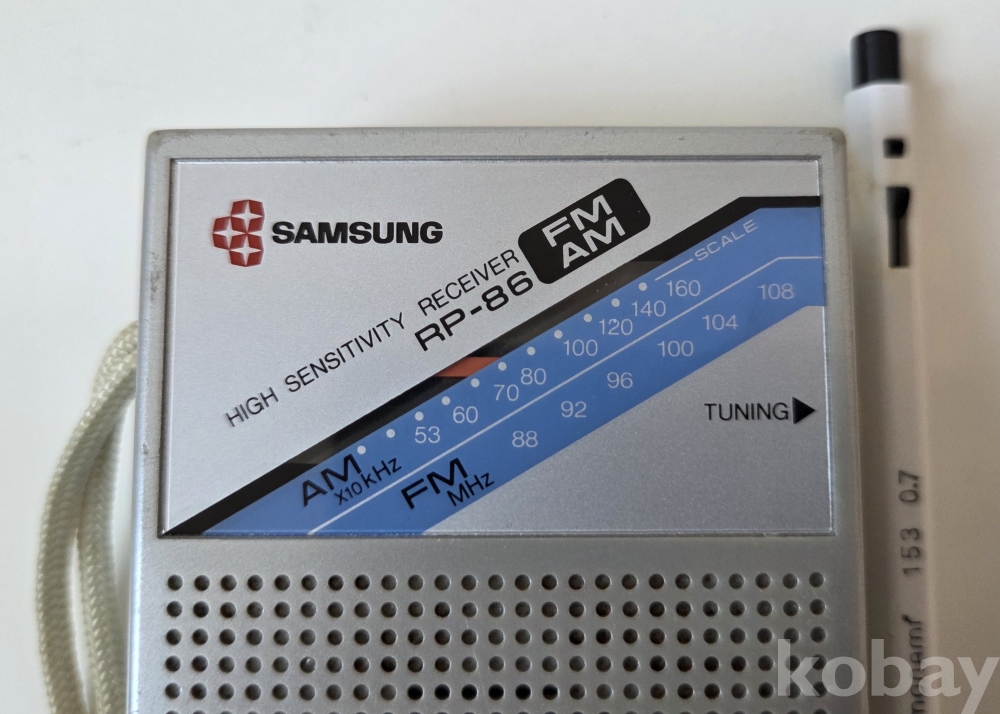 SAMSUNG
FM
AM
HIGH SENSITIVITY RECEIVER
RP-86
SCALE
AM X10 kHz 53 60 70 80 100 120 140 160
FM MHz 88 92 96 100 104 108
TUNING▶
153 0.7
kobay